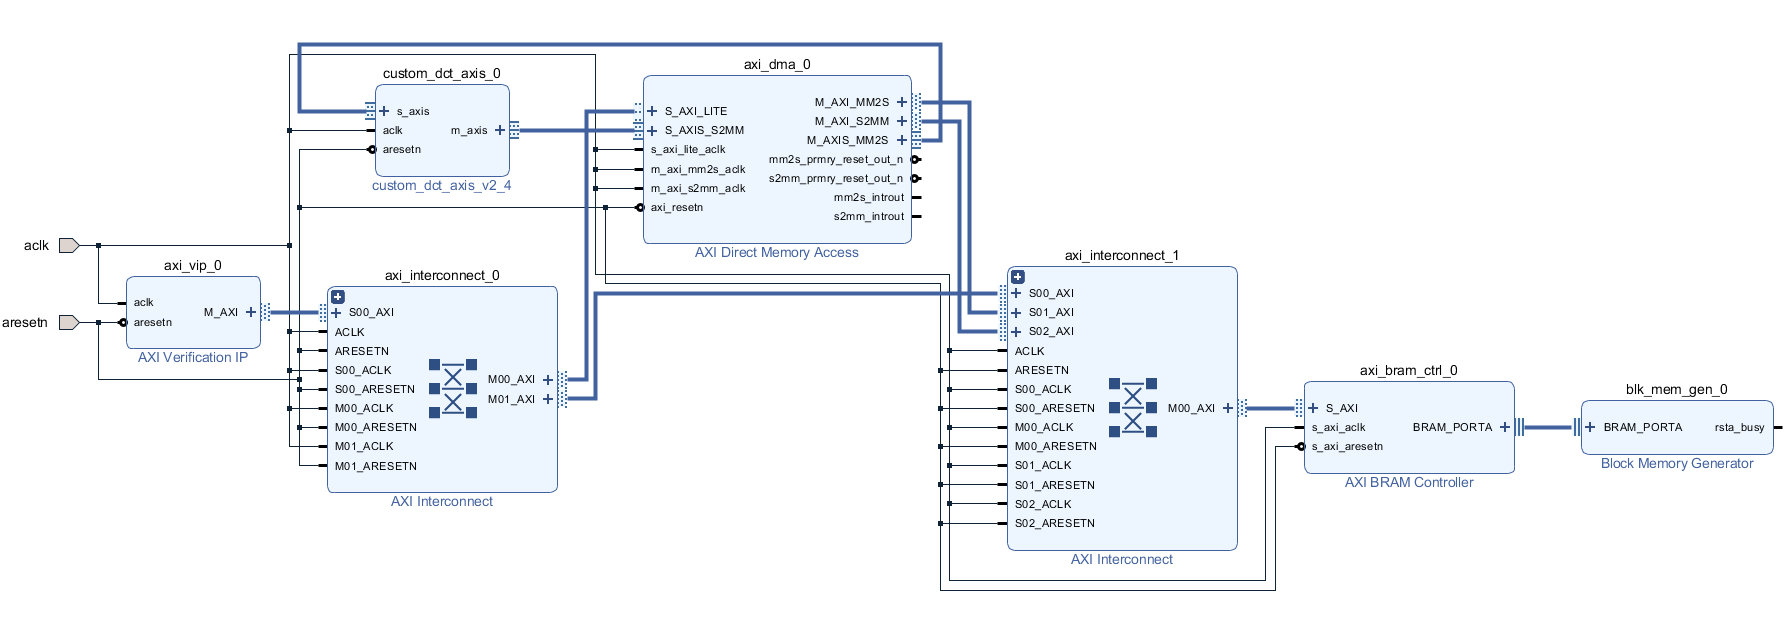 aclk
aresetn
axi_vip_0
aclk
aresetn
M_AXI
AXI Verification IP
custom_dct_axis_0
s_axis
aclk
aresetn
m_axis
custom_dct_axis_v2_4
axi_interconnect_0
S00_AXI
ACLK
ARESETN
S00_ACLK
S00_ARESETN
M00_ACLK
M00_ARESETN
M01_ACLK
M01_ARESETN
M00_AXI
M01_AXI
AXI Interconnect
axi_dma_0
S_AXI_LITE
S_AXIS_S2MM
s_axi_lite_aclk
m_axi_mm2s_aclk
m_axi_s2mm_aclk
axi_resetn
M_AXI_MM2S
M_AXI_S2MM
M_AXIS_MM2S
mm2s_prmry_reset_out_n
s2mm_prmry_reset_out_n
mm2s_introut
s2mm_introut
AXI Direct Memory Access
axi_interconnect_1
S00_AXI
S01_AXI
S02_AXI
ACLK
ARESETN
S00_ACLK
S00_ARESETN
M00_ACLK
M00_ARESETN
S01_ACLK
S01_ARESETN
S02_ACLK
S02_ARESETN
M00_AXI
AXI Interconnect
axi_bram_ctrl_0
S_AXI
s_axi_aclk
s_axi_aresetn
BRAM_PORTA
AXI BRAM Controller
blk_mem_gen_0
BRAM_PORTA
rsta_busy
Block Memory Generator